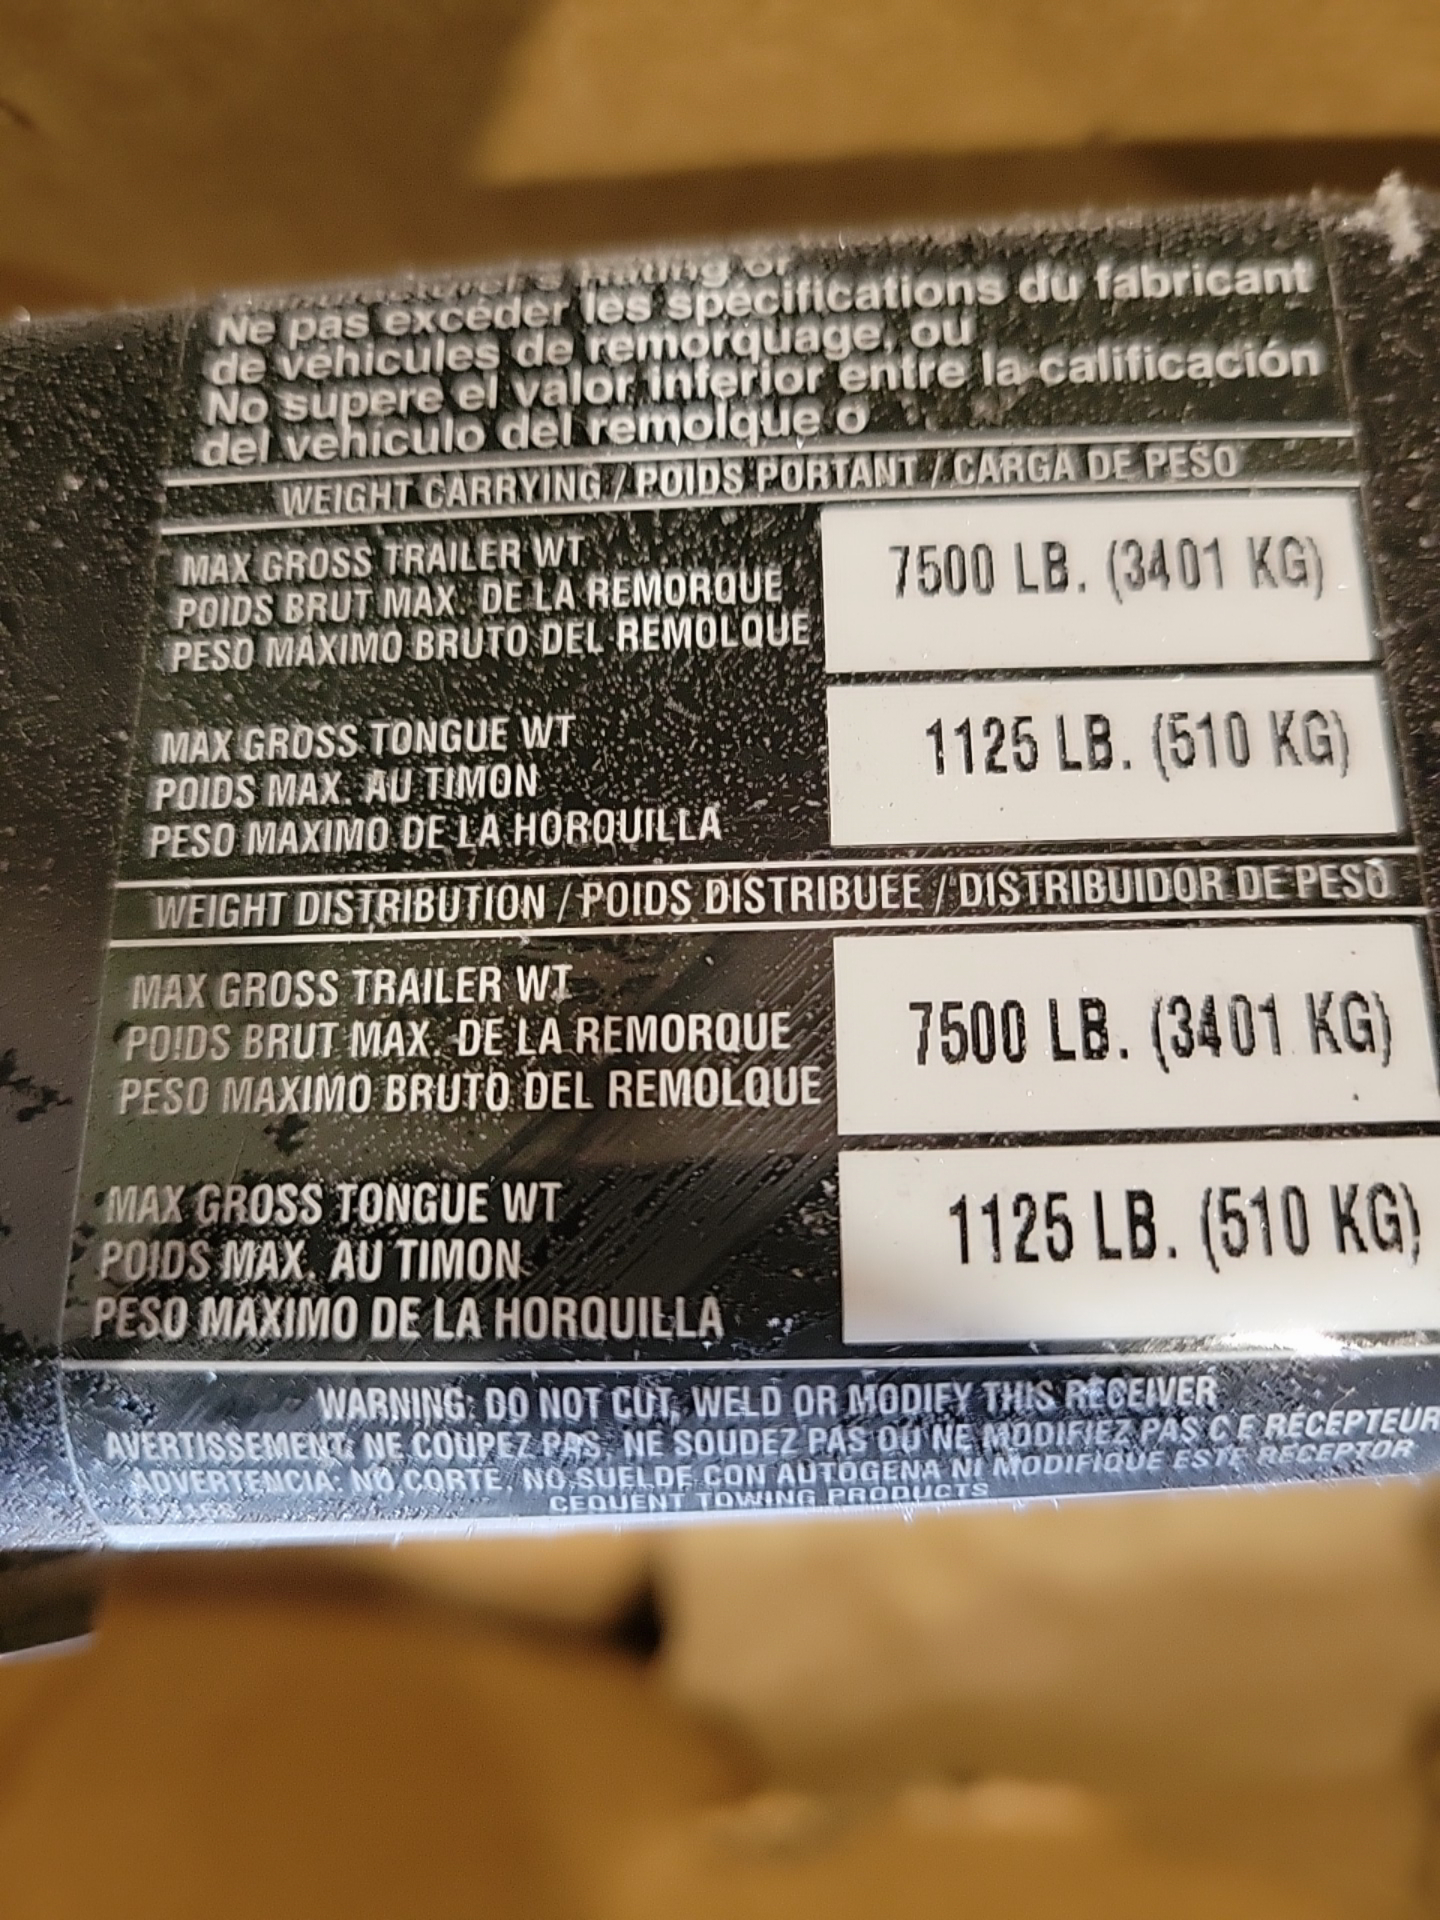 Rating or
Ne pas excéder les spécifications du fabricant
de véhicules de remorquage, ou
No supere el valor inferior entre la calificación
del vehículo del remolque o
WEIGHT CARRYING / POIDS PORTANT / CARGA DE PESO
MAX GROSS TRAILER WT
POIDS BRUT MAX. DE LA REMORQUE
PESO MÁXIMO BRUTO DEL REMOLQUE
7500 LB. (3401 KG)
MAX GROSS TONGUE WT
POIDS MAX. AU TIMON
PESO MAXIMO DE LA HORQUILLA
1125 LB. (510 KG)
WEIGHT DISTRIBUTION / POIDS DISTRIBUEE / DISTRIBUIDOR DE PESO
MAX GROSS TRAILER WT
POIDS BRUT MAX. DE LA REMORQUE
PESO MAXIMO BRUTO DEL REMOLQUE
7500 LB. (3401 KG)
MAX GROSS TONGUE WT
POIDS MAX. AU TIMON
PESO MAXIMO DE LA HORQUILLA
1125 LB. (510 KG)
WARNING: DO NOT CUT, WELD OR MODIFY THIS RECEIVER
AVERTISSEMENT: NE COUPEZ PAS, NE SOUDEZ PAS OU NE MODIFIEZ PAS CE RÉCEPTEUR
ADVERTENCIA: NO CORTE, NO SUELDE CON AUTÓGENA NI MODIFIQUE ESTE RECEPTOR
CEQUENT TOWING PRODUCTS